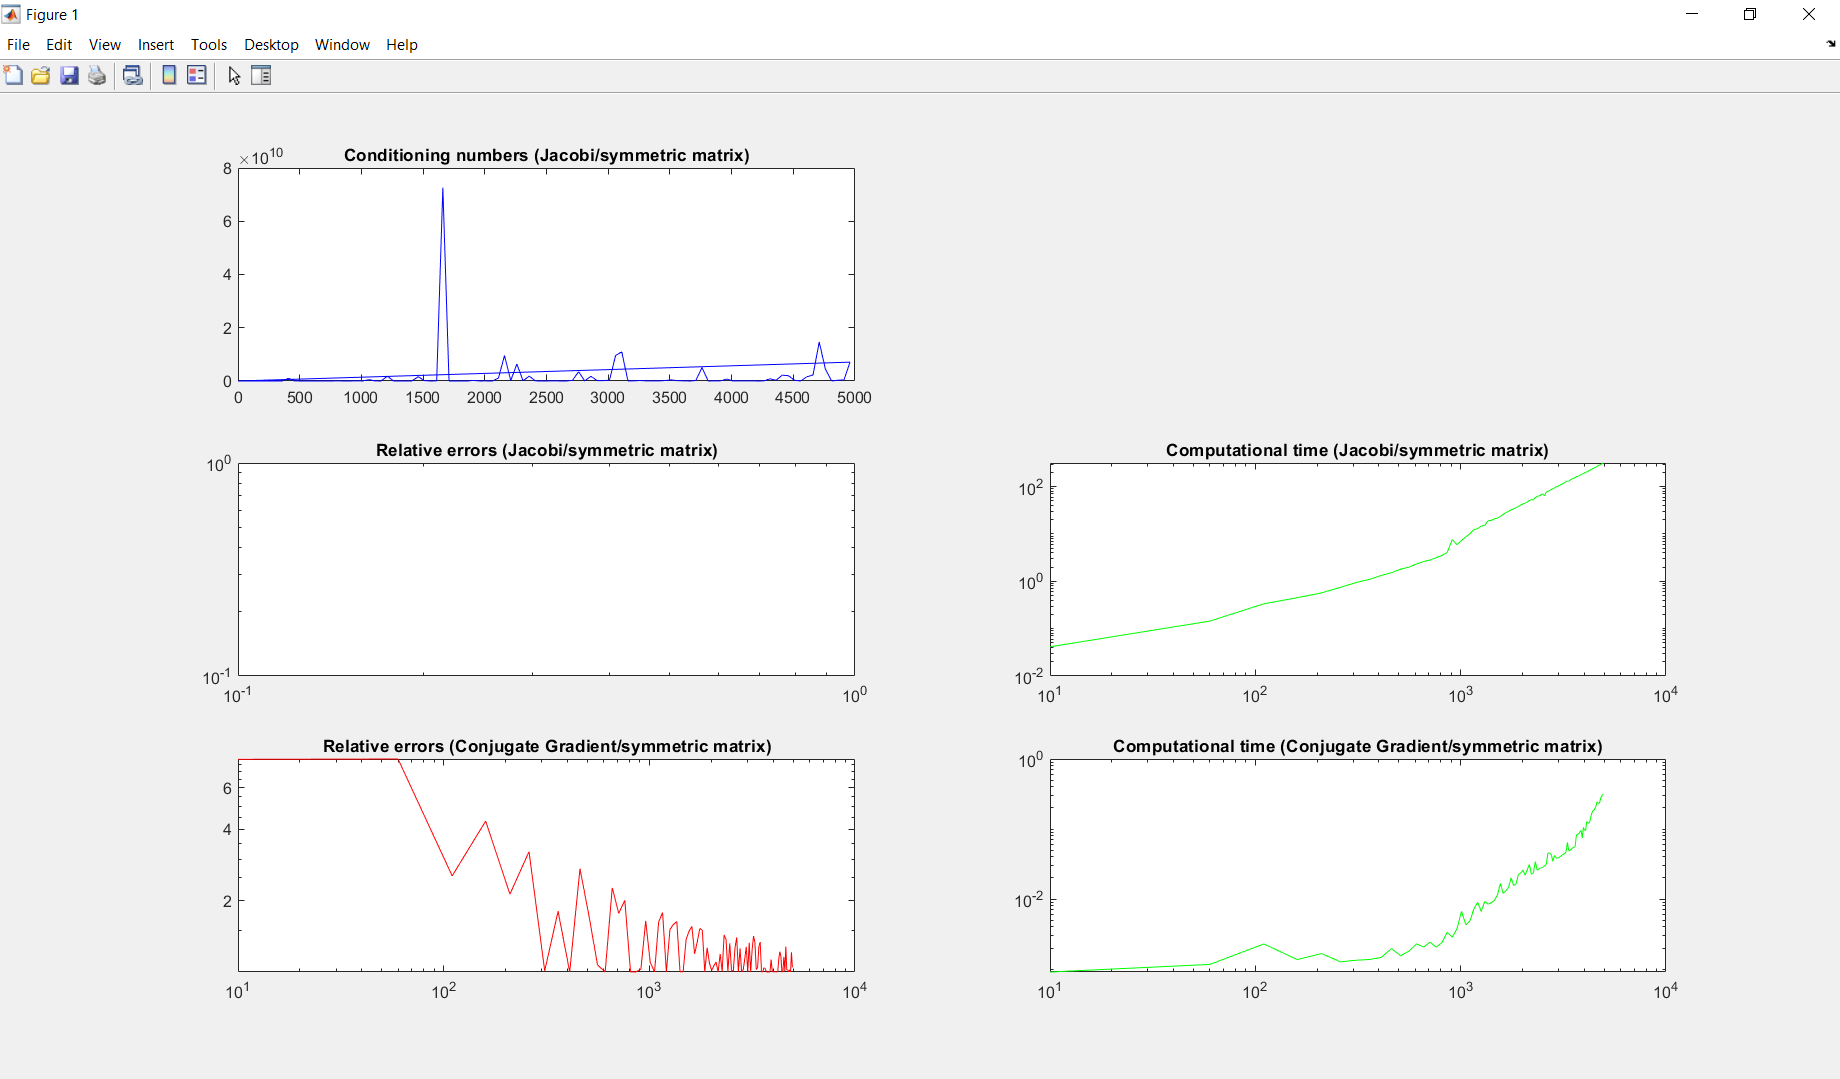 Figure 1
File Edit View Insert Tools Desktop Window Help
×10^10
Conditioning numbers (Jacobi/symmetric matrix)
8
6
4
2
0
0 500 1000 1500 2000 2500 3000 3500 4000 4500 5000
Relative errors (Jacobi/symmetric matrix)
10^0
10^-1
10^-1 10^0
Computational time (Jacobi/symmetric matrix)
10^2
10^0
10^-2
10^1 10^2 10^3 10^4
Relative errors (Conjugate Gradient/symmetric matrix)
6
4
2
10^1 10^2 10^3 10^4
Computational time (Conjugate Gradient/symmetric matrix)
10^0
10^-2
10^1 10^2 10^3 10^4